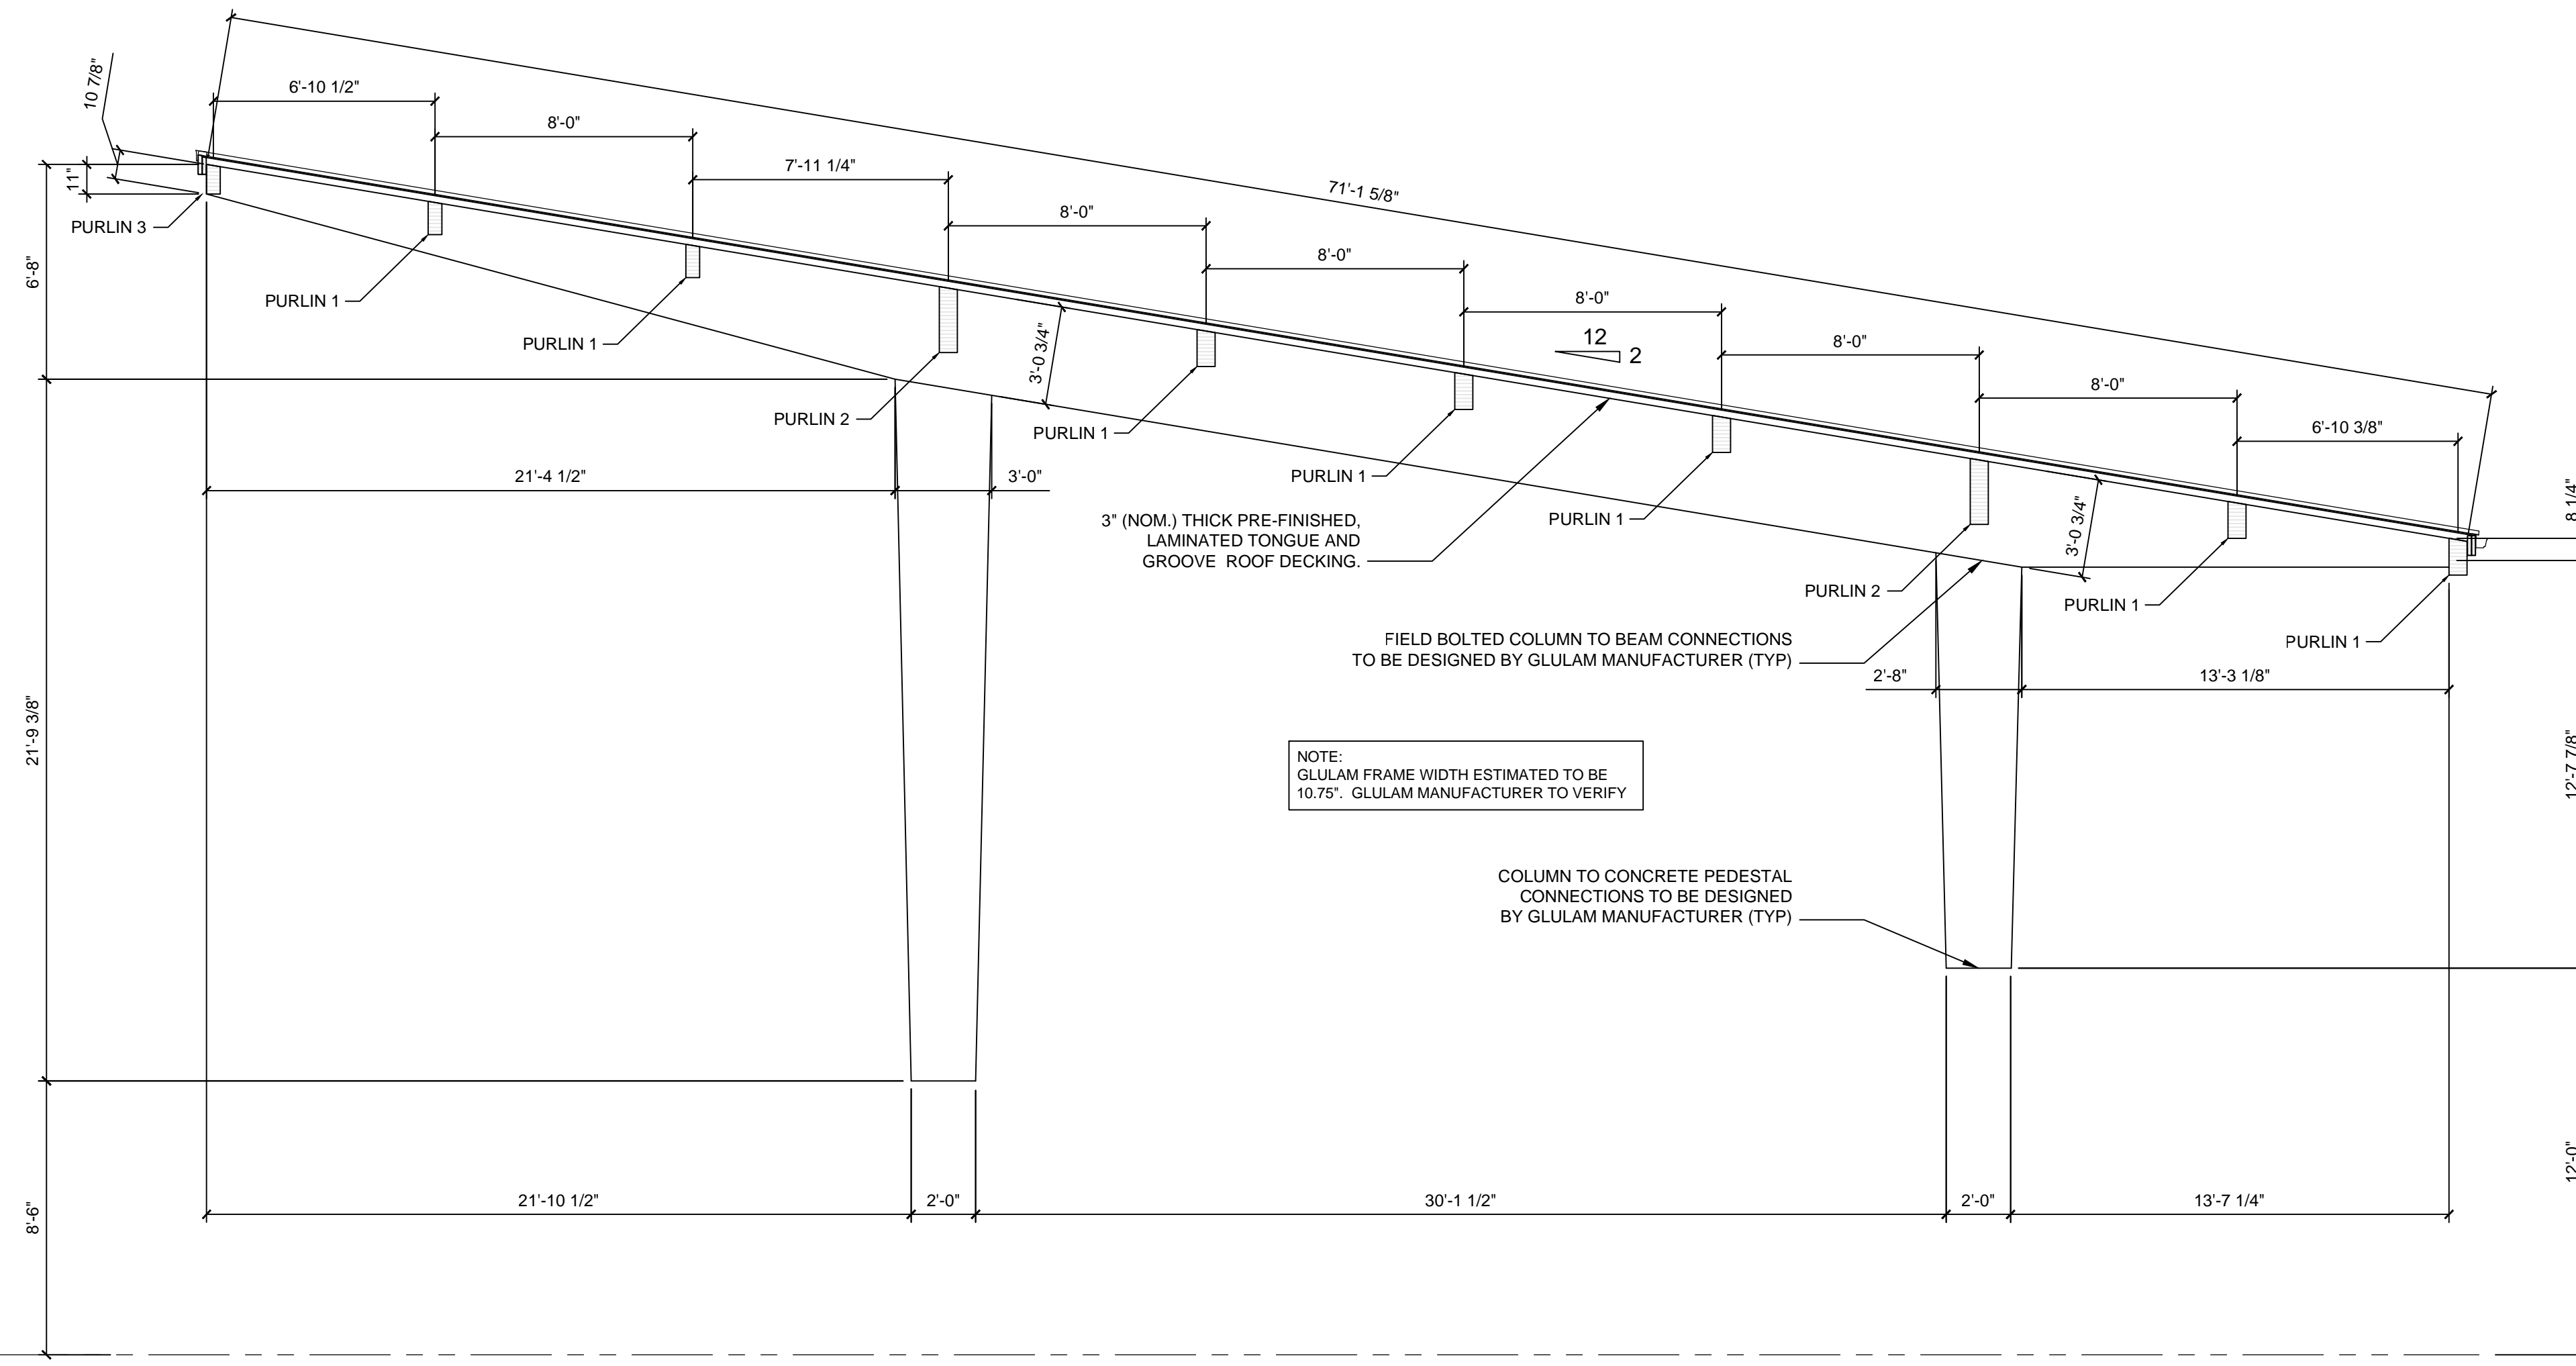 10 7/8"
6'-10 1/2"
8'-0"
7'-11 1/4"
8'-0"
8'-0"
8'-0"
8'-0"
8'-0"
6'-10 3/8"
71'-1 5/8"
11"
PURLIN 3
6'-8"
PURLIN 1
PURLIN 1
PURLIN 2
3'-0 3/4"
PURLIN 1
12
2
PURLIN 1
PURLIN 1
PURLIN 2
3'-0 3/4"
PURLIN 1
PURLIN 1
8 1/4"
21'-4 1/2"
3'-0"
3" (NOM.) THICK PRE-FINISHED,
LAMINATED TONGUE AND
GROOVE ROOF DECKING.
FIELD BOLTED COLUMN TO BEAM CONNECTIONS
TO BE DESIGNED BY GLULAM MANUFACTURER (TYP)
2'-8"
13'-3 1/8"
21'-9 3/8"
NOTE:
GLULAM FRAME WIDTH ESTIMATED TO BE
10.75". GLULAM MANUFACTURER TO VERIFY
12'-7 7/8"
COLUMN TO CONCRETE PEDESTAL
CONNECTIONS TO BE DESIGNED
BY GLULAM MANUFACTURER (TYP)
12'-0"
8'-6"
21'-10 1/2"
2'-0"
30'-1 1/2"
2'-0"
13'-7 1/4"